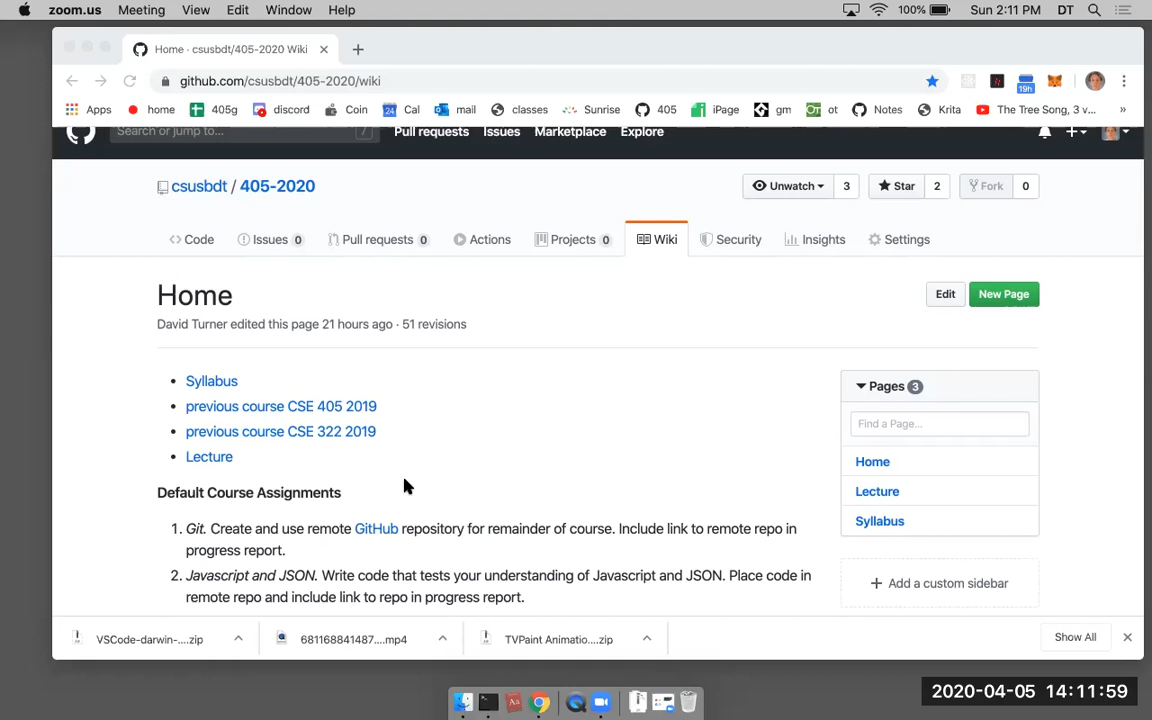 zoom.us Meeting View Edit Window Help 100% Sun 2:11 PM DT
Home · csusbdt/405-2020 Wiki
github.com/csusbdt/405-2020/wiki
Apps home 405g discord Coin 24 Cal mail classes Sunrise 405 iPage gm ot Notes Krita The Tree Song, 3 v... »
19h
Search or jump to... / Pull requests Issues Marketplace Explore
csusbdt / 405-2020 Unwatch 3 Star 2 Fork 0
Code Issues 0 Pull requests 0 Actions Projects 0 Wiki Security Insights Settings
Home Edit New Page
David Turner edited this page 21 hours ago · 51 revisions
• Syllabus
• previous course CSE 405 2019
• previous course CSE 322 2019
• Lecture
Default Course Assignments
1. Git. Create and use remote GitHub repository for remainder of course. Include link to remote repo in
progress report.
2. Javascript and JSON. Write code that tests your understanding of Javascript and JSON. Place code in
remote repo and include link to repo in progress report.
Pages 3
Find a Page...
Home
Lecture
Syllabus
+ Add a custom sidebar
VSCode-darwin-....zip 681168841487....mp4 TVPaint Animatio....zip Show All
2020-04-05 14:11:59